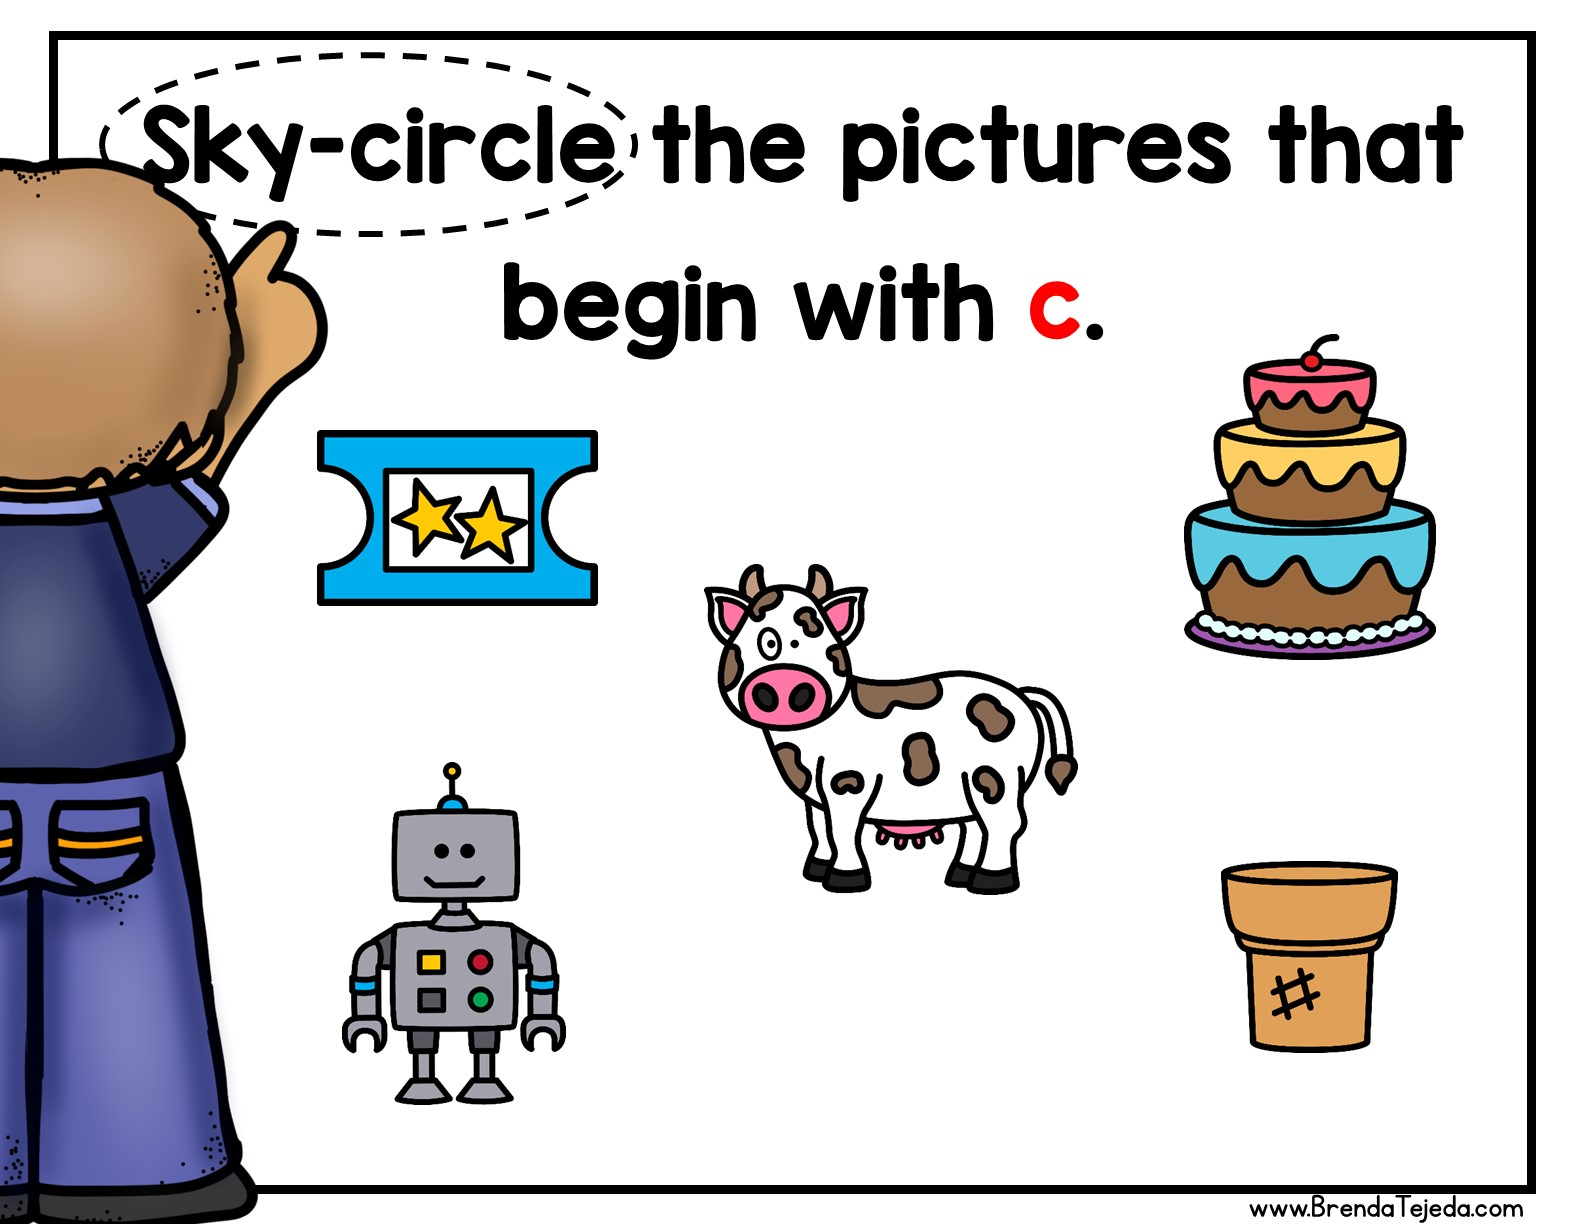 Sky-circle the pictures that
begin with c.
www.BrendaTejeda.com